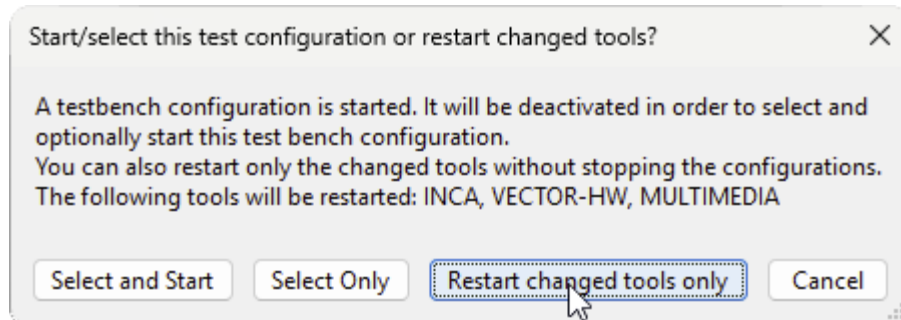 Start/select this test configuration or restart changed tools?
A testbench configuration is started. It will be deactivated in order to select and
optionally start this test bench configuration.
You can also restart only the changed tools without stopping the configurations.
The following tools will be restarted: INCA, VECTOR-HW, MULTIMEDIA
Select and Start
Select Only
Restart changed tools only
Cancel